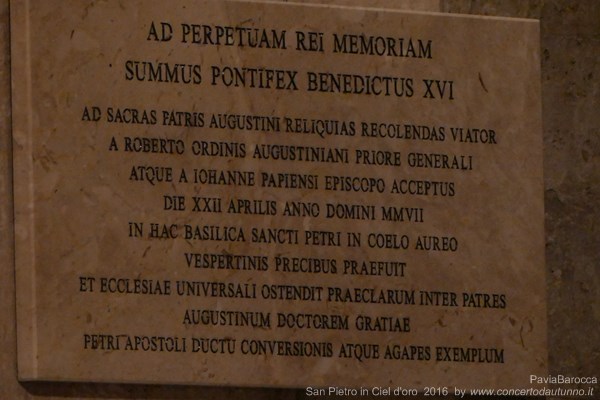 AD PERPETUAM REI MEMORIAM
SUMMUS PONTIFEX BENEDICTUS XVI
AD SACRAS PATRIS AUGUSTINI RELIQUIAS RECOLENDAS VIATOR
A ROBERTO ORDINIS AUGUSTINIANI PRIORE GENERALI
ATQUE A IOHANNE PAPIENSI EPISCOPO ACCEPTUS
DIE XXII APRILIS ANNO DOMINI MMVII
IN HAC BASILICA SANCTI PETRI IN COELO AUREO
VESPERTINIS PRECIBUS PRAEFUIT
ET ECCLESIAE UNIVERSALI OSTENDIT PRAECLARUM INTER PATRES
AUGUSTINUM DOCTOREM GRATIAE
PETRI APOSTOLI DUCTU CONVERSIONIS ATQUE AGAPES EXEMPLUM
PaviaBarocca
San Pietro in Ciel d'oro 2016 by www.concertodautunno.it